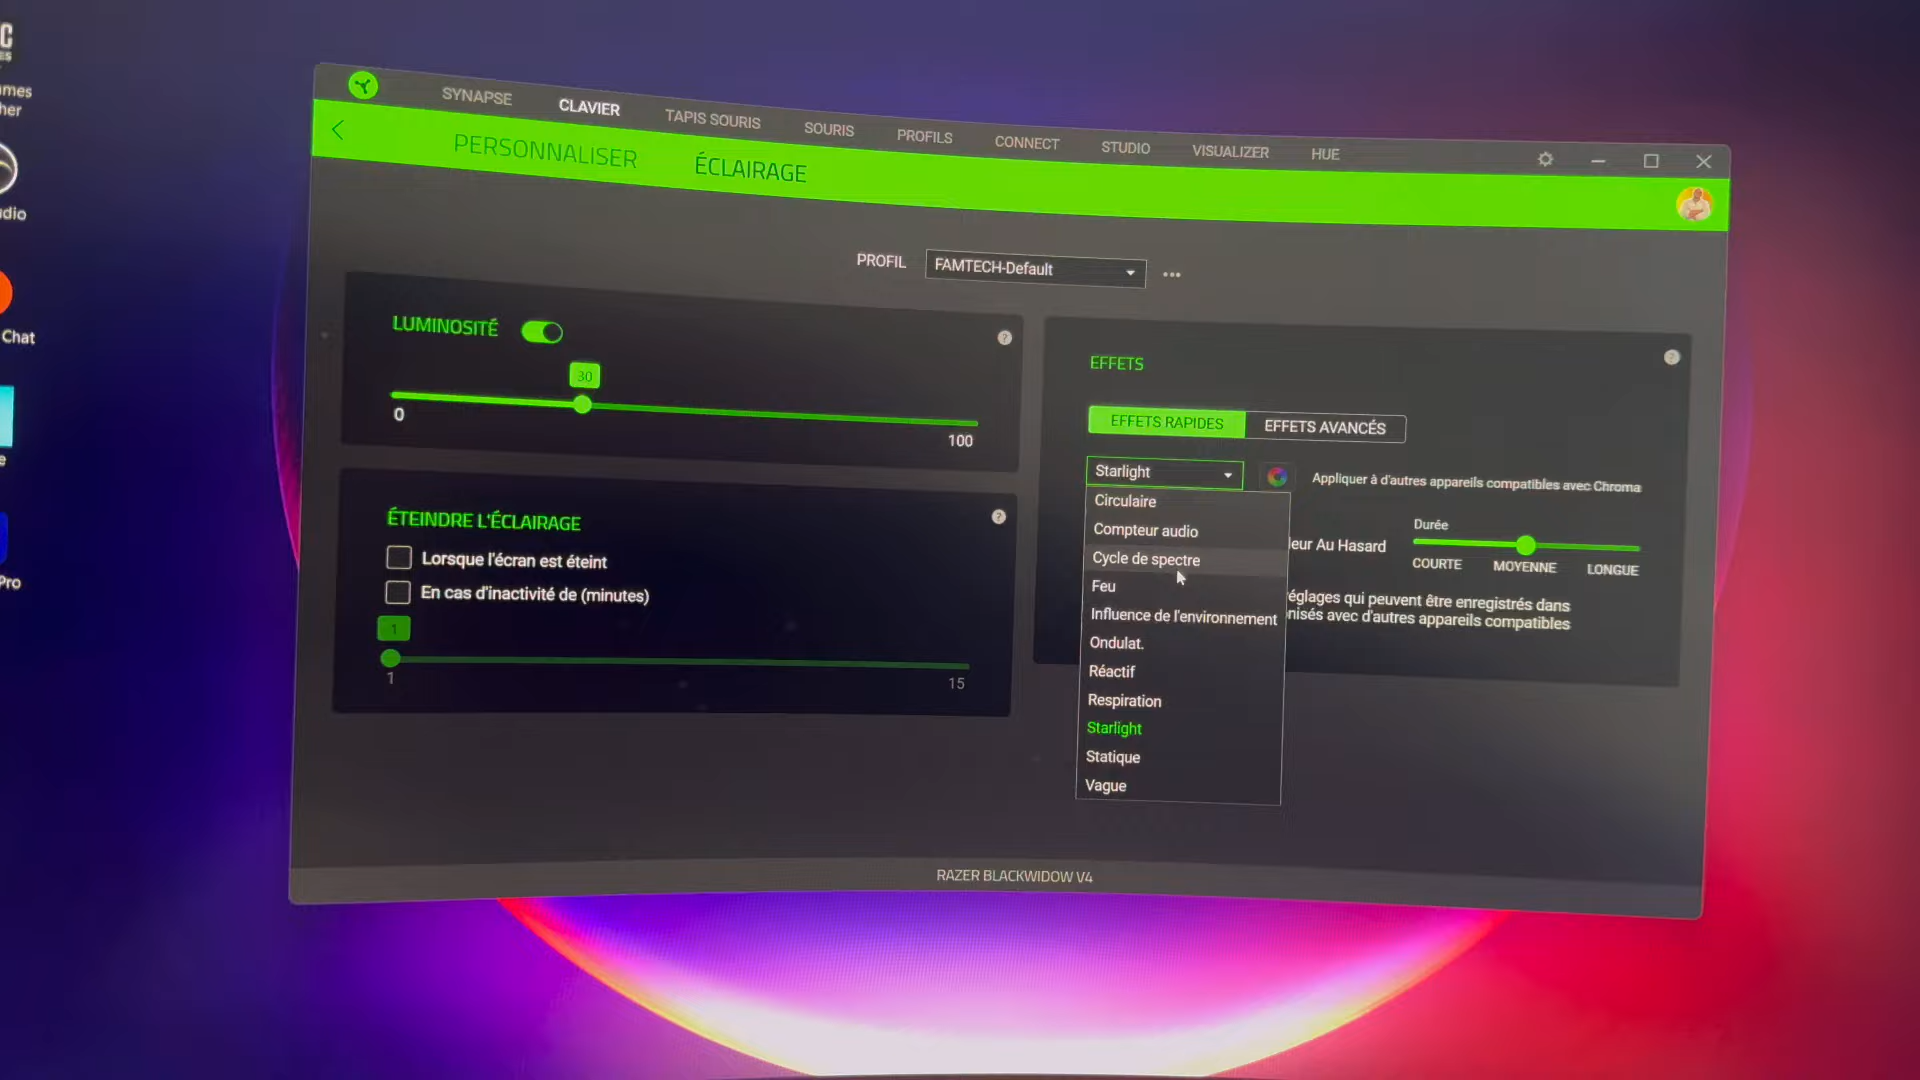 C
ES
mes
her
dio
Chat
e
Pro
SYNAPSE CLAVIER TAPIS SOURIS SOURIS PROFILS CONNECT STUDIO VISUALIZER HUE
PERSONNALISER ÉCLAIRAGE
PROFIL FAMTECH-Default
LUMINOSITÉ
?
30
0
100
ÉTEINDRE L'ÉCLAIRAGE
?
Lorsque l'écran est éteint
En cas d'inactivité de (minutes)
1
1
15
EFFETS
?
EFFETS RAPIDES EFFETS AVANCÉS
Starlight Appliquer à d'autres appareils compatibles avec Chroma
Circulaire
Compteur audio
Cycle de spectre
Feu
Influence de l'environnement
Ondulat.
Réactif
Respiration
Starlight
Statique
Vague
leur Au Hasard
Durée
COURTE MOYENNE LONGUE
églages qui peuvent être enregistrés dans
nisés avec d'autres appareils compatibles
RAZER BLACKWIDOW V4